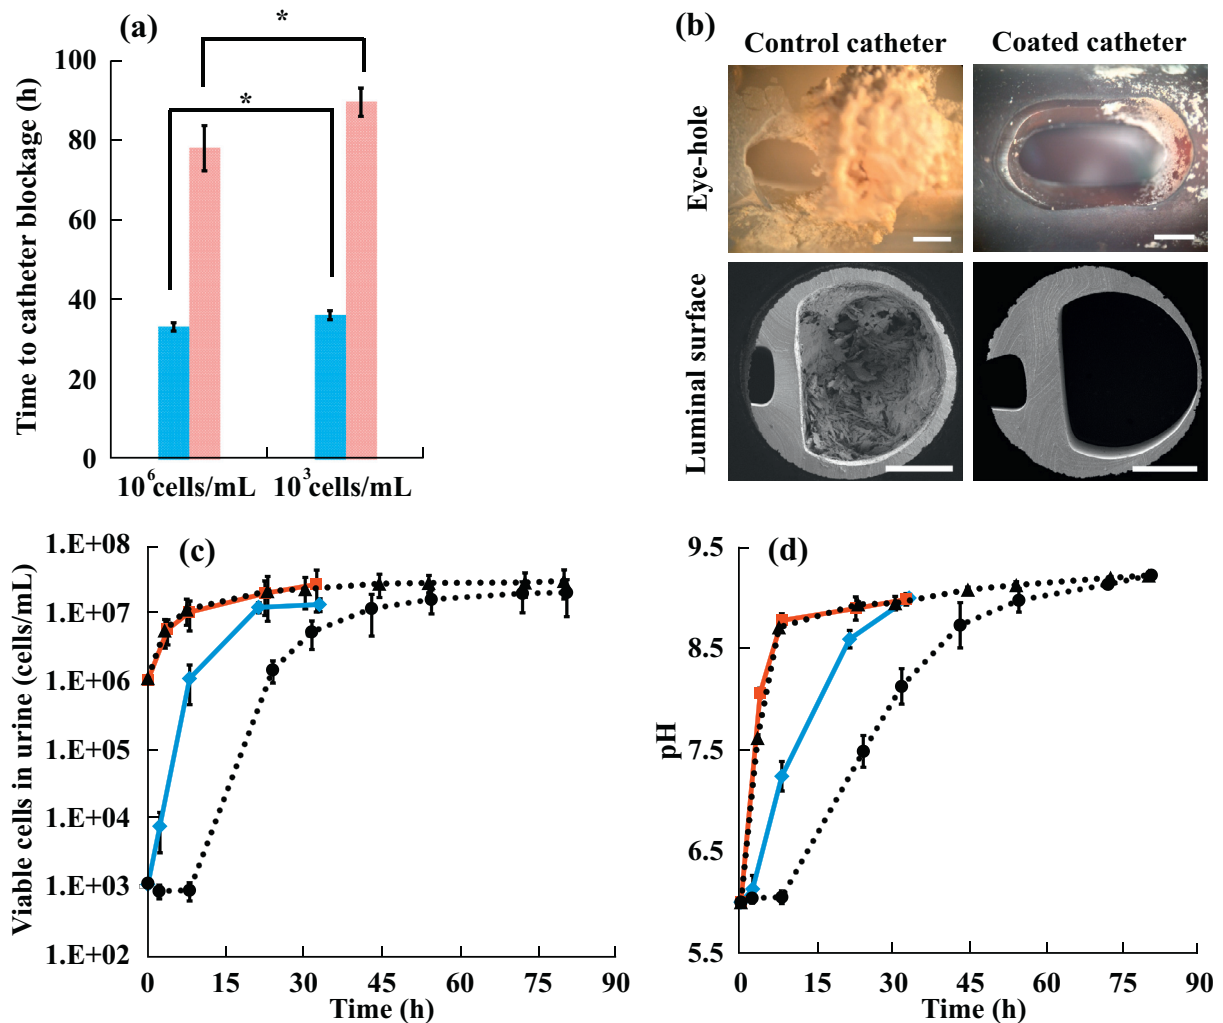 (a)
*
*
Time to catheter blockage (h)
100
80
60
40
20
0
10⁶cells/mL 10³cells/mL
(b)
Control catheter Coated catheter
Eye-hole
Luminal surface
(c)
Viable cells in urine (cells/mL)
1.E+08
1.E+07
1.E+06
1.E+05
1.E+04
1.E+03
1.E+02
0 15 30 45 60 75 90
Time (h)
(d)
pH
9.5
8.5
7.5
6.5
5.5
0 15 30 45 60 75 90
Time (h)